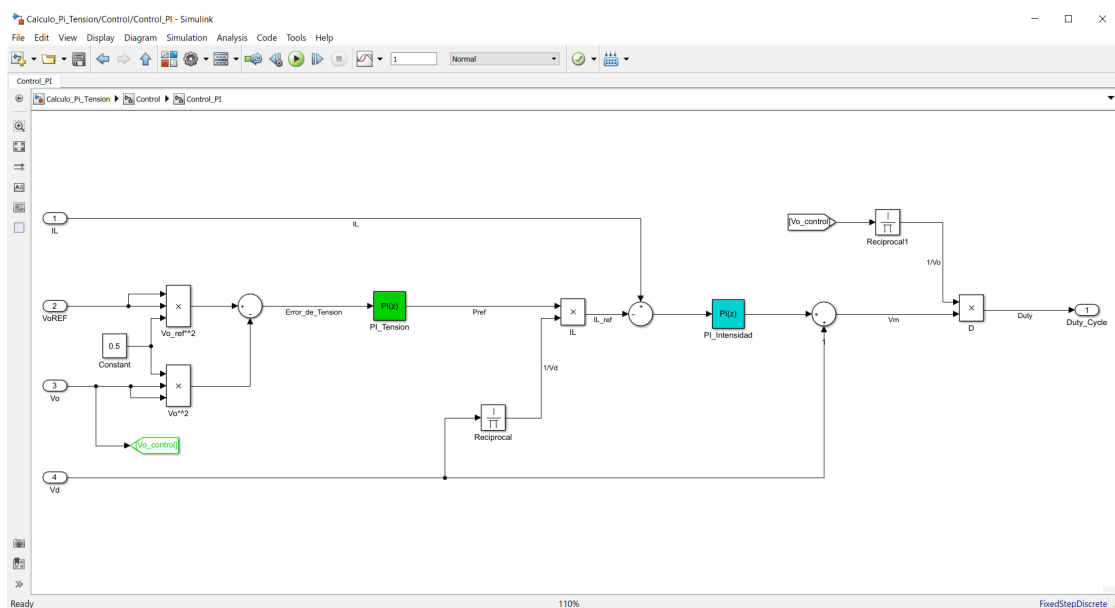 Calculo_Pi_Tension/Control/Control_PI - Simulink
File Edit View Display Diagram Simulation Analysis Code Tools Help
1 Normal
Control_PI
Calculo_Pi_Tension Control Control_PI
1
IL
IL
[Vo_control]
Reciprocal1
1/Vo
2
VoREF
Vo_ref^^2
Error_de_Tension
PI(z)
PI_Tension
Pref
IL
IL_ref
PI(z)
PI_Intensidad
Vm
D
Duty
1
Duty_Cycle
0.5
Constant
1
3
Vo
Vo^^2
1/Vd
Reciprocal
[Vo_control]
4
Vd
Ready 110% FixedStepDiscrete